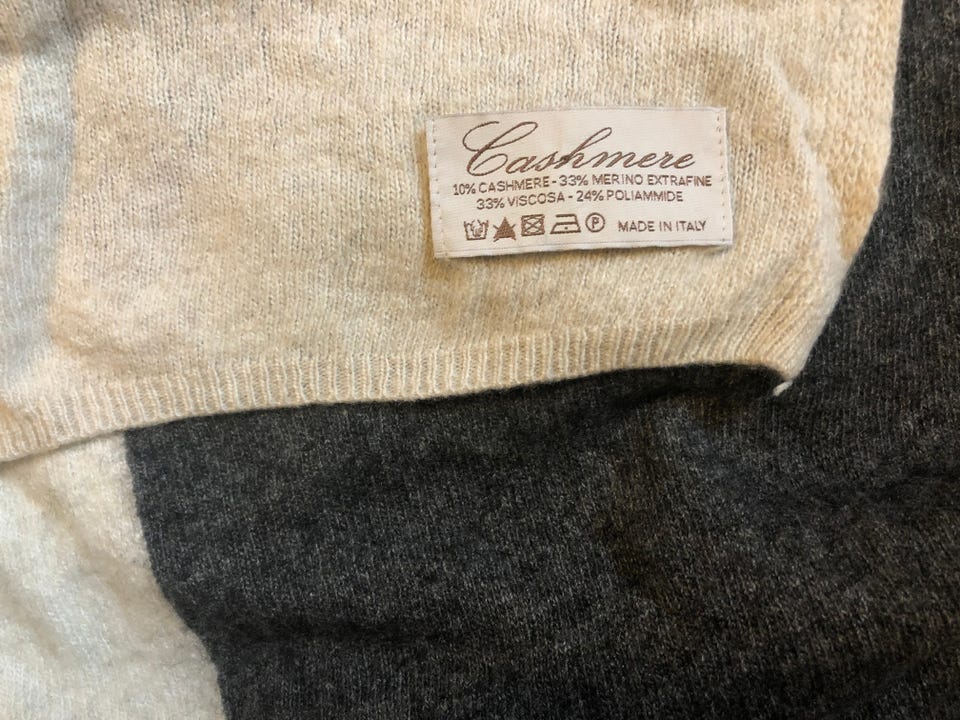 Cashmere
10% CASHMERE - 33% MERINO EXTRAFINE
33% VISCOSA - 24% POLIAMMIDE
P MADE IN ITALY